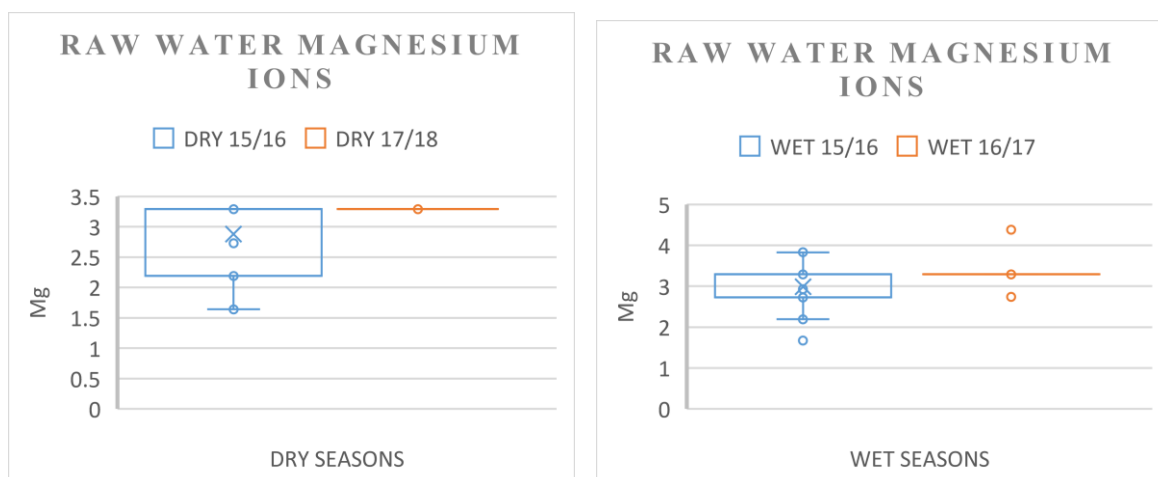 RAW WATER MAGNESIUM
IONS
DRY 15/16 DRY 17/18
3.5
3
2.5
2
1.5
1
0.5
0
Mg
DRY SEASONS
RAW WATER MAGNESIUM
IONS
WET 15/16 WET 16/17
5
4
3
2
1
0
Mg
WET SEASONS